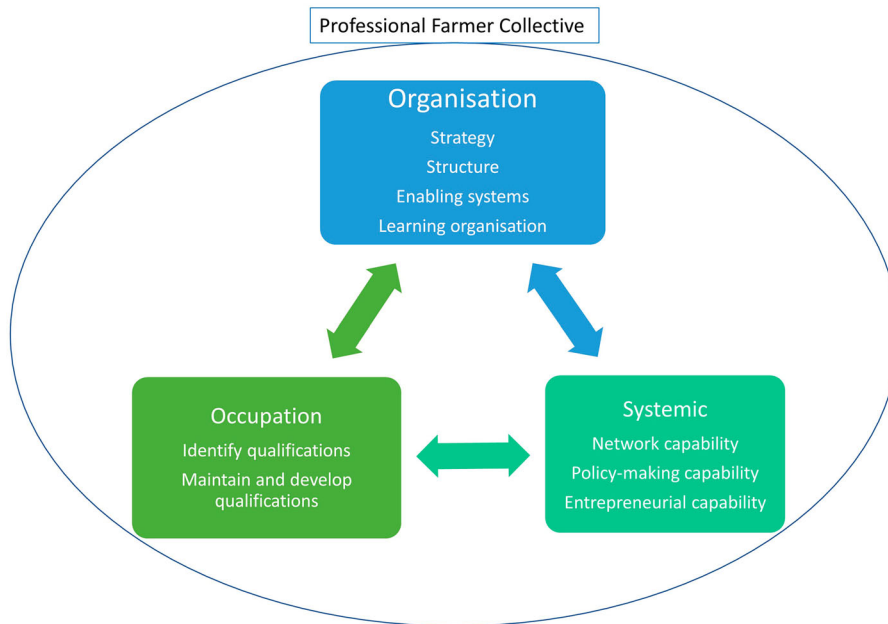 Professional Farmer Collective
Organisation
Strategy
Structure
Enabling systems
Learning organisation
Occupation
Identify qualifications
Maintain and develop
qualifications
Systemic
Network capability
Policy-making capability
Entrepreneurial capability